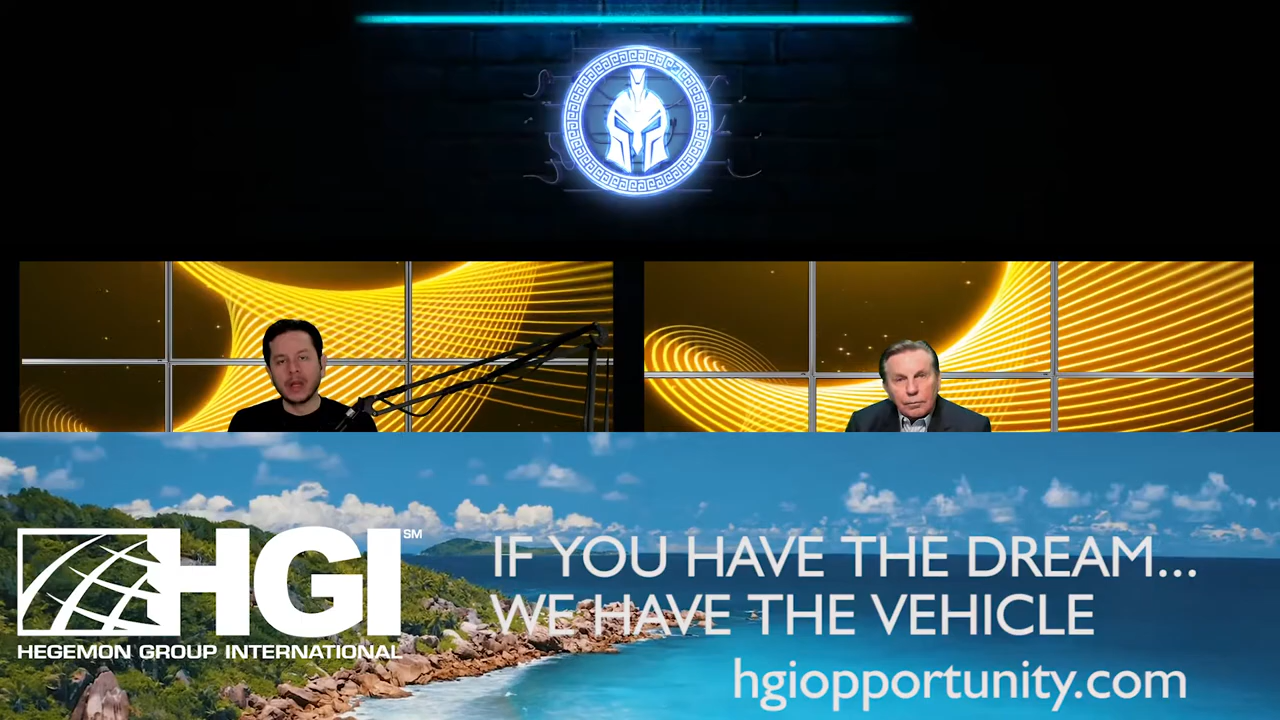 HGI℠
HEGEMON GROUP INTERNATIONAL
IF YOU HAVE THE DREAM...
WE HAVE THE VEHICLE
hgiopportunity.com